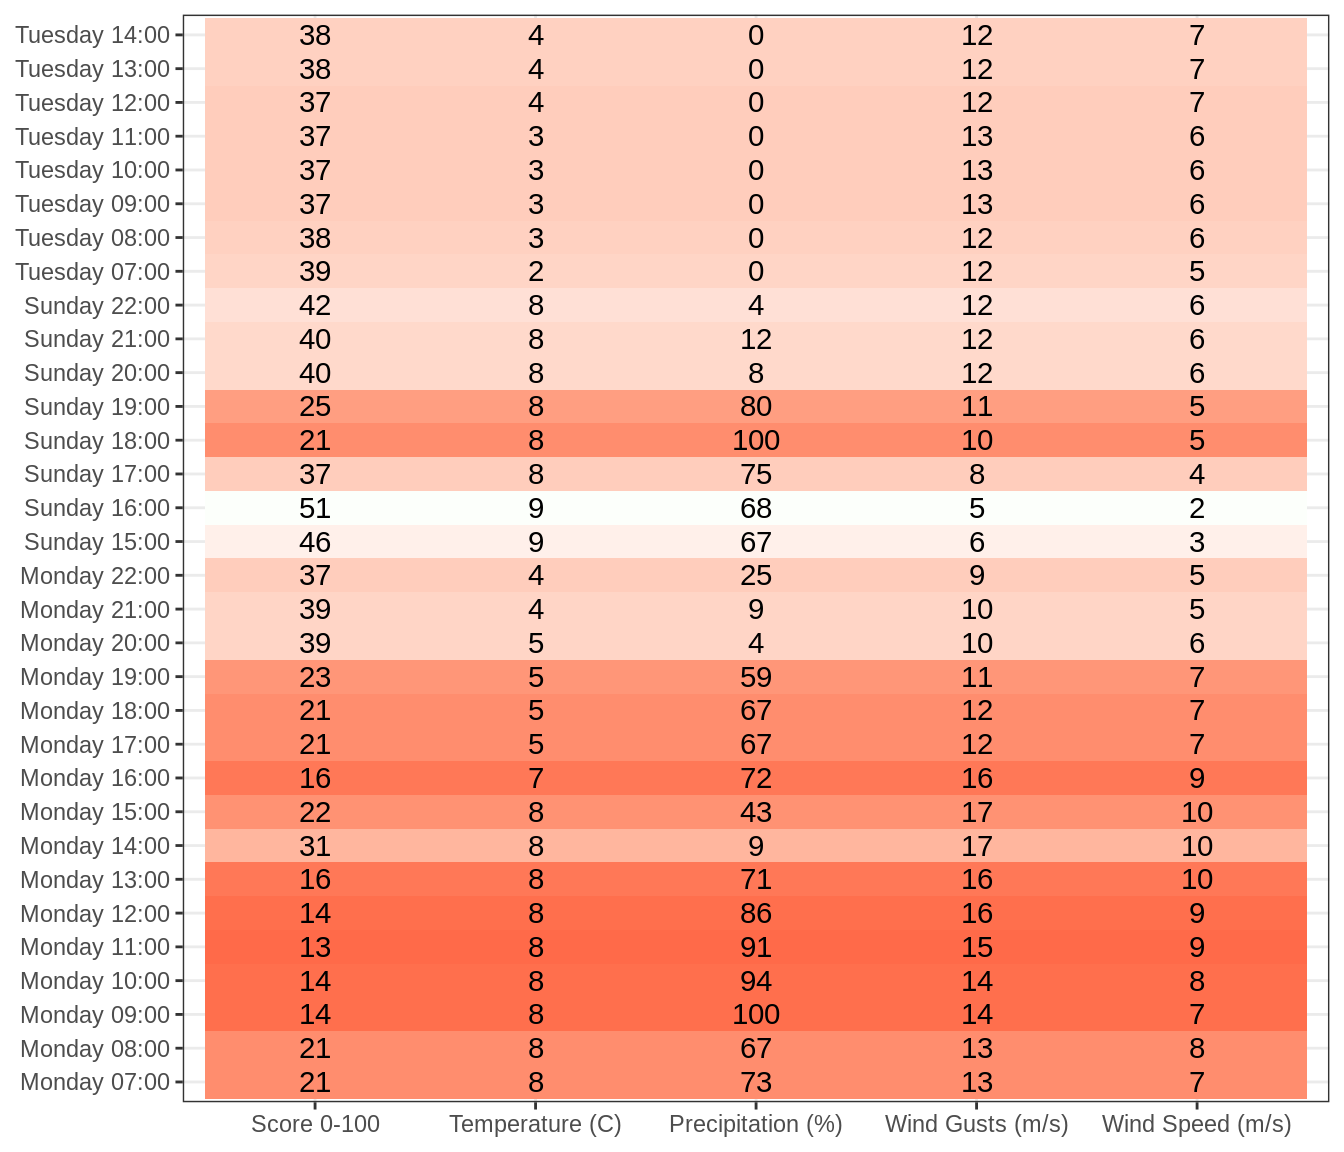 Tuesday 14:00 38 4 0 12 7
Tuesday 13:00 38 4 0 12 7
Tuesday 12:00 37 4 0 12 7
Tuesday 11:00 37 3 0 13 6
Tuesday 10:00 37 3 0 13 6
Tuesday 09:00 37 3 0 13 6
Tuesday 08:00 38 3 0 12 6
Tuesday 07:00 39 2 0 12 5
Sunday 22:00 42 8 4 12 6
Sunday 21:00 40 8 12 12 6
Sunday 20:00 40 8 8 12 6
Sunday 19:00 25 8 80 11 5
Sunday 18:00 21 8 100 10 5
Sunday 17:00 37 8 75 8 4
Sunday 16:00 51 9 68 5 2
Sunday 15:00 46 9 67 6 3
Monday 22:00 37 4 25 9 5
Monday 21:00 39 4 9 10 5
Monday 20:00 39 5 4 10 6
Monday 19:00 23 5 59 11 7
Monday 18:00 21 5 67 12 7
Monday 17:00 21 5 67 12 7
Monday 16:00 16 7 72 16 9
Monday 15:00 22 8 43 17 10
Monday 14:00 31 8 9 17 10
Monday 13:00 16 8 71 16 10
Monday 12:00 14 8 86 16 9
Monday 11:00 13 8 91 15 9
Monday 10:00 14 8 94 14 8
Monday 09:00 14 8 100 14 7
Monday 08:00 21 8 67 13 8
Monday 07:00 21 8 73 13 7
Score 0-100 Temperature (C) Precipitation (%) Wind Gusts (m/s) Wind Speed (m/s)